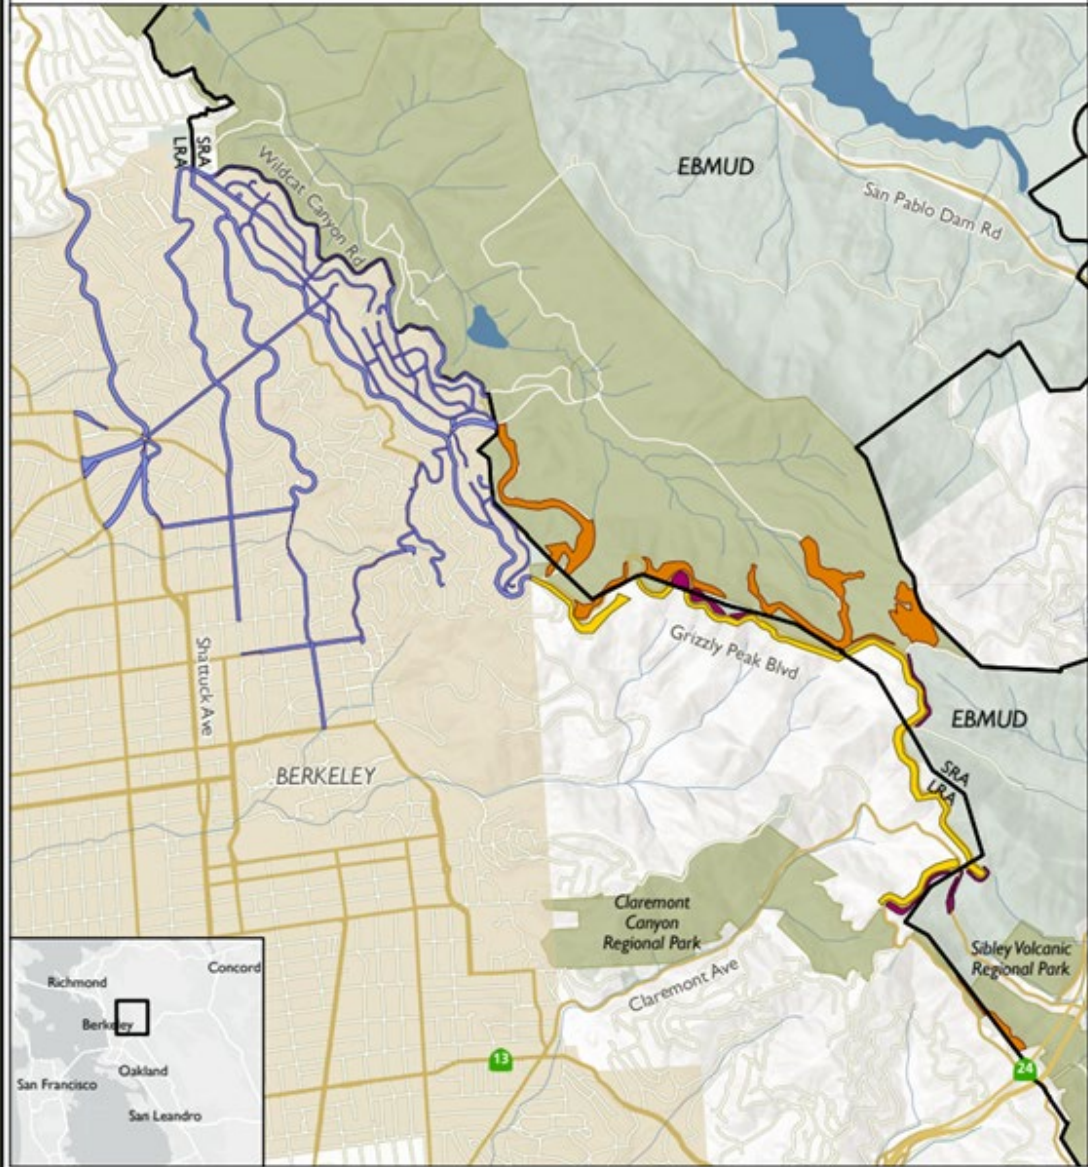 LRA
SRA
Wildcat Canyon Rd
EBMUD
San Pablo Dam Rd
Shattuck Ave
Grizzly Peak Blvd
EBMUD
BERKELEY
SRA
LRA
Claremont
Canyon
Regional Park
Claremont Ave
Sibley Volcanic
Regional Park
13
24
Richmond
Concord
Berkeley
Oakland
San Francisco
San Leandro